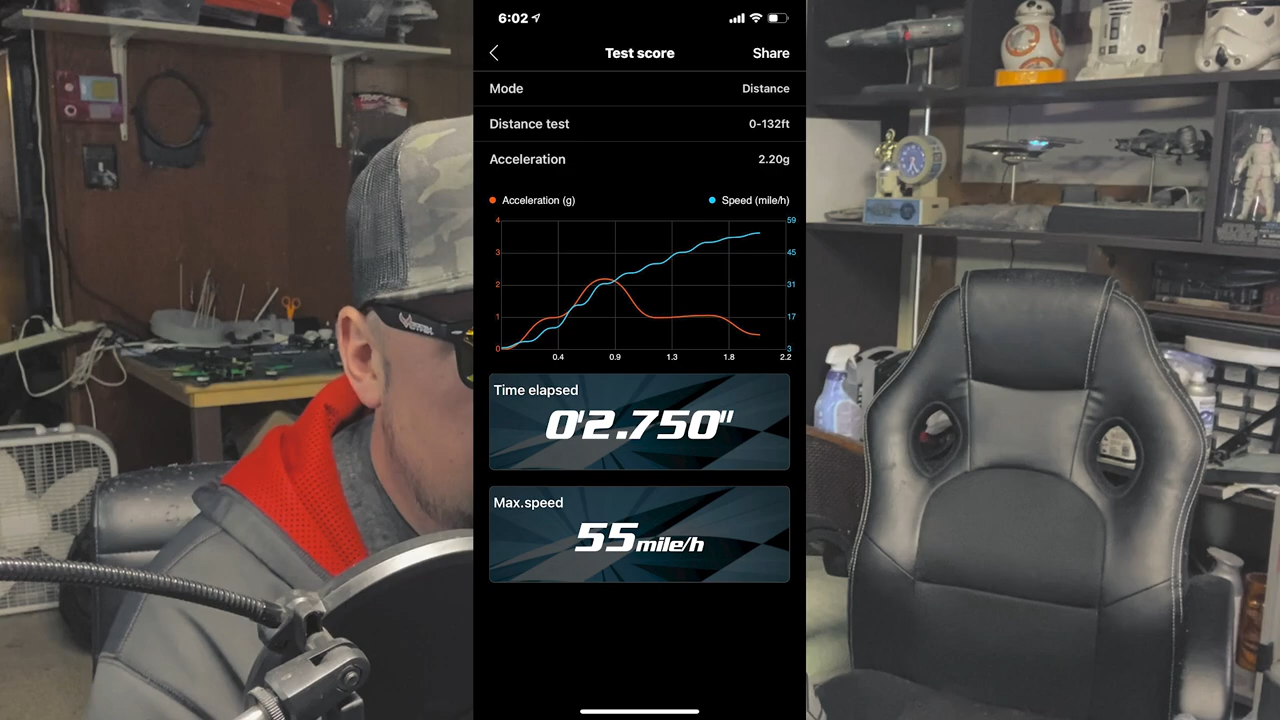 6:02
Test score
Share
Mode
Distance
Distance test
0-132ft
Acceleration
2.20g
Acceleration (g)
Speed (mile/h)
4
59
3
45
2
31
1
17
0
3
0.4
0.9
1.3
1.8
2.2
Time elapsed
0'2.750"
Max.speed
55mile/h
STAR
WARS